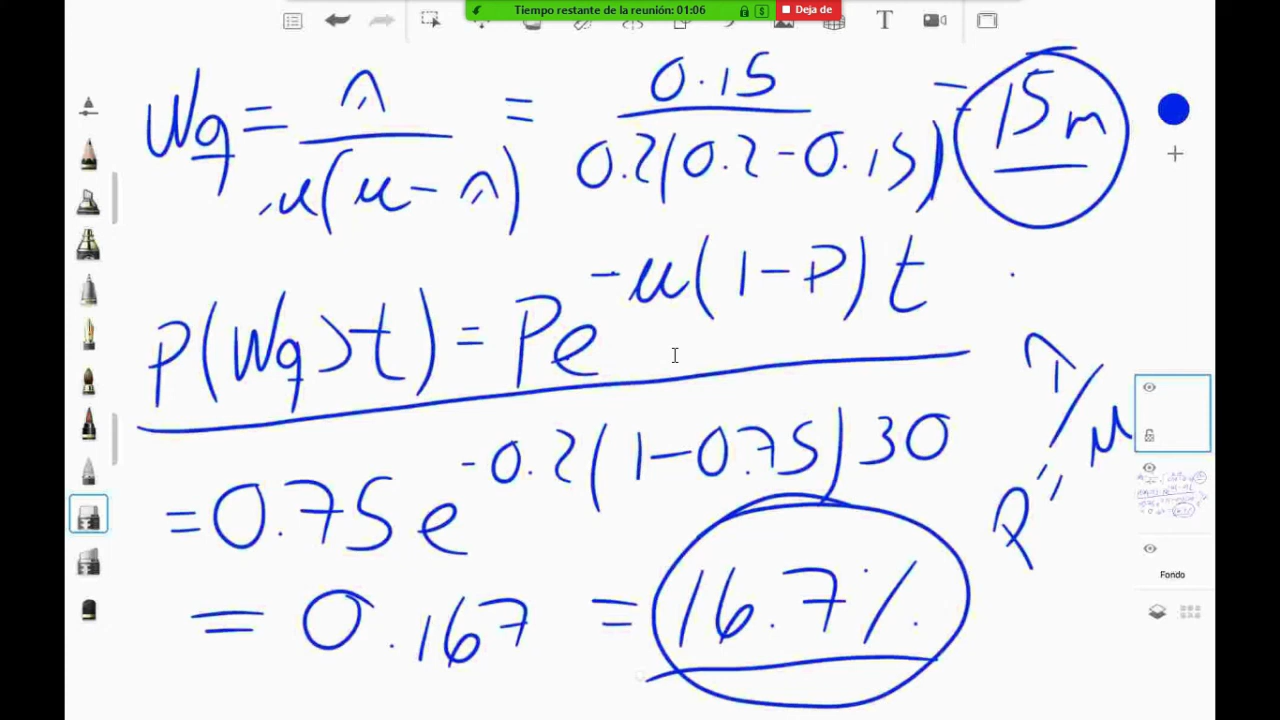 Tiempo restante de la reunión: 01:06 $ Deja de
Wq = λ / μ(μ - λ) = 0.15 / 0.2(0.2 - 0.15) = 15m
P(Wq > t) = Pe^-μ(1-P)t
λ/μ
= 0.75e^-0.2(1-0.75)30
P"
= 0.167 = 16.7%
Fondo